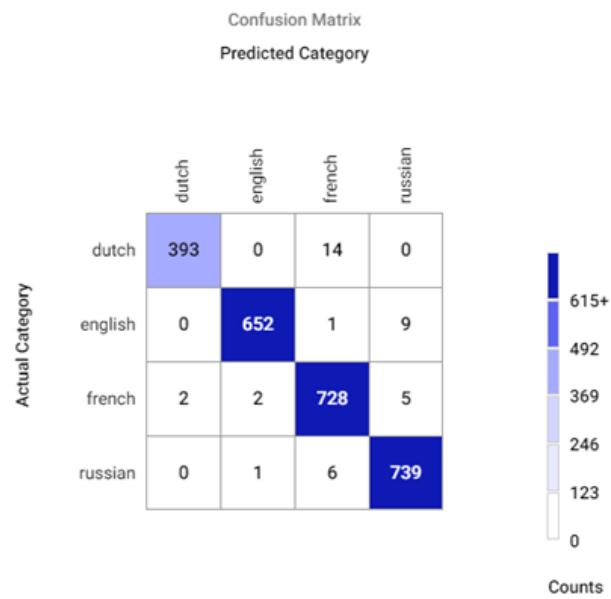 Confusion Matrix
Predicted Category
dutch english french russian
Actual Category
dutch 393 0 14 0
english 0 652 1 9
french 2 2 728 5
russian 0 1 6 739
615+
492
369
246
123
0
Counts